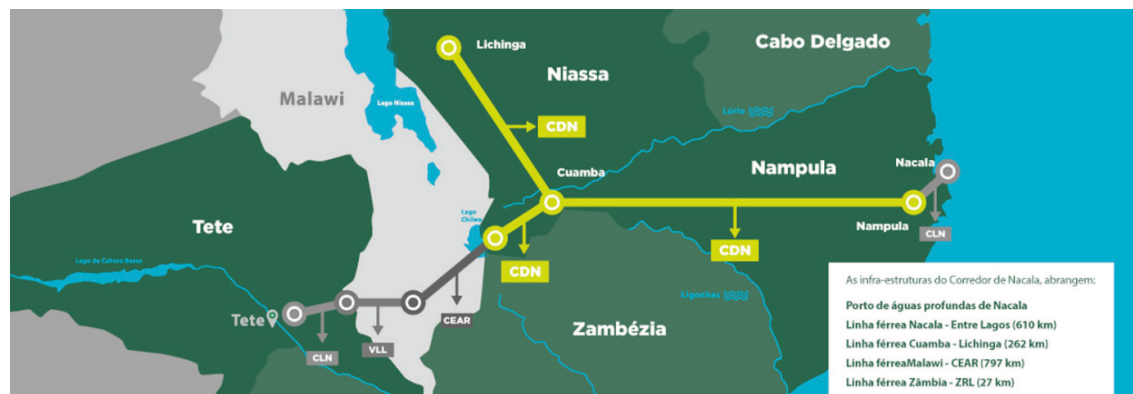 Cabo Delgado
Lichinga
Niassa
Malawi
Lago Niassa
Lúrio
CDN
Nacala
Nampula
Cuamba
Lago
Chilwa
Tete
Nampula
CLN
CDN
CDN
Lago de Cahora Bassa
As infra-estruturas do Corredor de Nacala, abrangem:
Ligonhas
Porto de águas profundas de Nacala
Tete
CEAR
Zambézia
Linha férrea Nacala - Entre Lagos (610 km)
Linha férrea Cuamba - Lichinga (262 km)
VLL
CLN
Linha férreaMalawi - CEAR (797 km)
Linha férrea Zâmbia - ZRL (27 km)